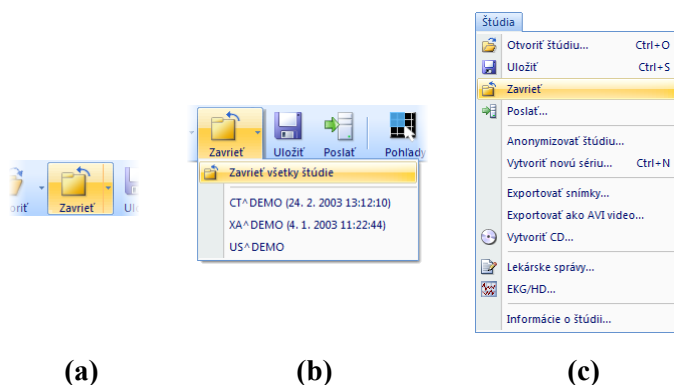 Štúdia
Otvoriť štúdiu... Ctrl+O
Uložiť Ctrl+S
Zavrieť
Poslať...
Anonymizovať štúdiu...
Vytvoriť novú sériu... Ctrl+N
Exportovať snímky...
Exportovať ako AVI video...
Vytvoriť CD...
Lekárske správy...
EKG/HD...
Informácie o štúdii...
Zavrieť Uložiť Poslať Pohľady
Zavrieť všetky štúdie
CT^DEMO (24. 2. 2003 13:12:10)
XA^DEMO (4. 1. 2003 11:22:44)
US^DEMO
oriť Zavrieť Ul
(a) (b) (c)